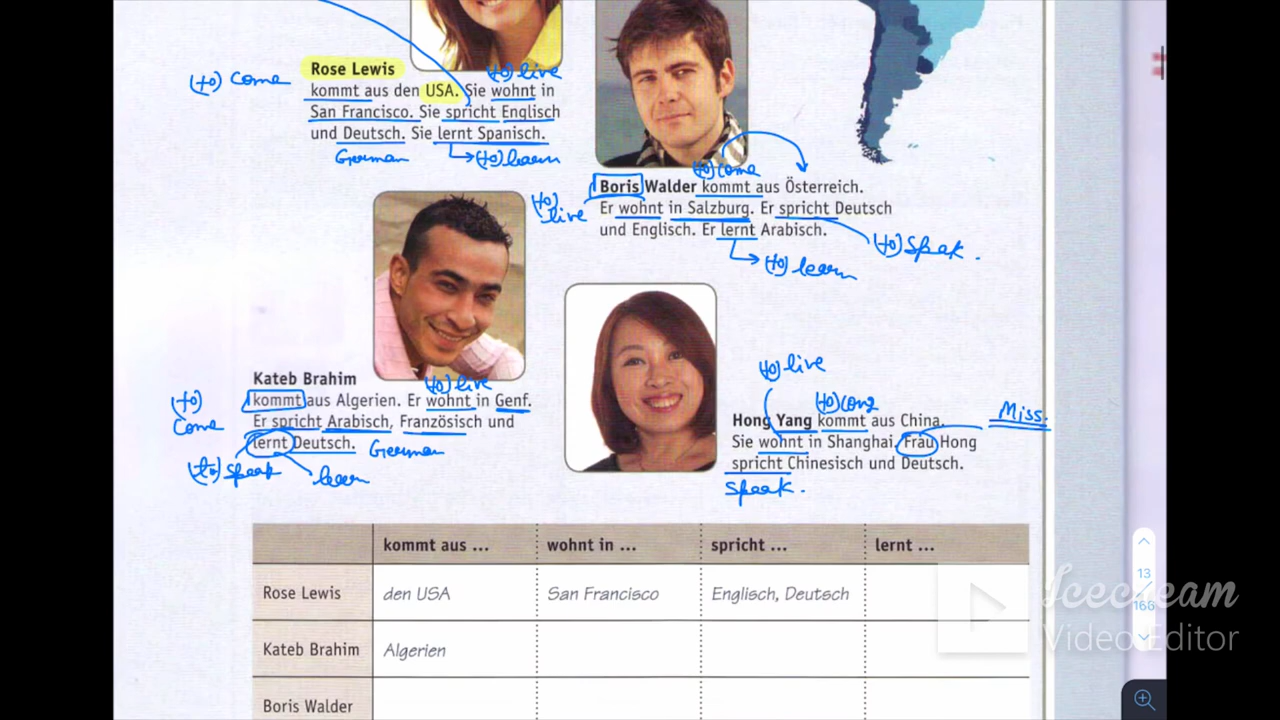 Rose Lewis
(to) come
(to) live
kommt aus den USA. Sie wohnt in
San Francisco. Sie spricht Englisch
und Deutsch. Sie lernt Spanisch.
German
(to) learn
(to) come
Boris Walder kommt aus Österreich.
(to) live
Er wohnt in Salzburg. Er spricht Deutsch
und Englisch. Er lernt Arabisch.
(to) Speak.
(to) learn
Kateb Brahim
(to) live
(to) come
kommt aus Algerien. Er wohnt in Genf.
Er spricht Arabisch, Französisch und
lernt Deutsch.
German
(to) Speak
learn
(to) live
(to) come
Hong Yang kommt aus China.
Miss.
Sie wohnt in Shanghai. Frau Hong
spricht Chinesisch und Deutsch.
Speak.
kommt aus ... wohnt in ... spricht ... lernt ...
Rose Lewis den USA San Francisco Englisch, Deutsch
Kateb Brahim Algerien
Boris Walder
13
166
Icecream
Video Editor